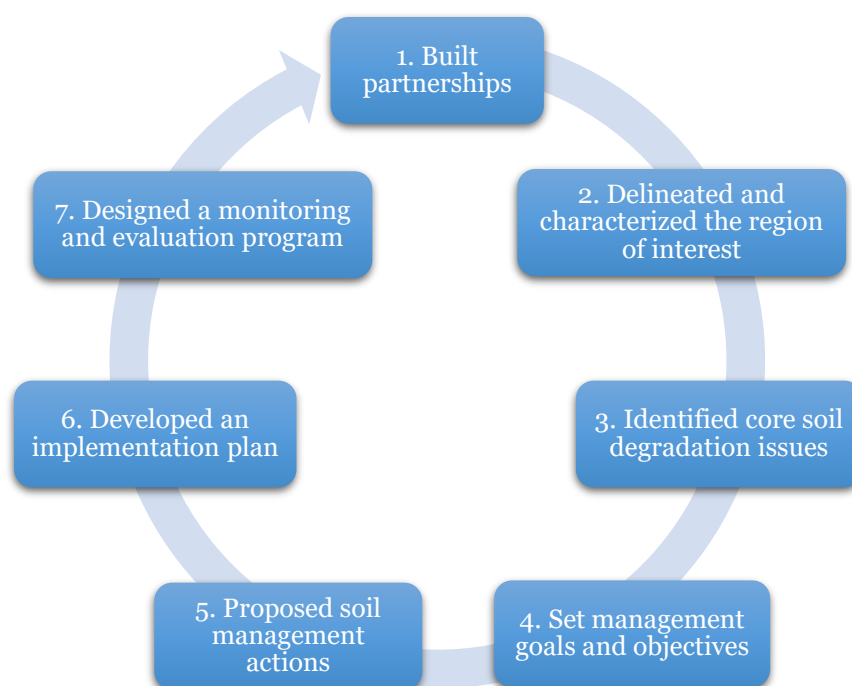 1. Built
partnerships
2. Delineated and
characterized the region
of interest
3. Identified core soil
degradation issues
4. Set management
goals and objectives
5. Proposed soil
management
actions
6. Developed an
implementation plan
7. Designed a monitoring
and evaluation program